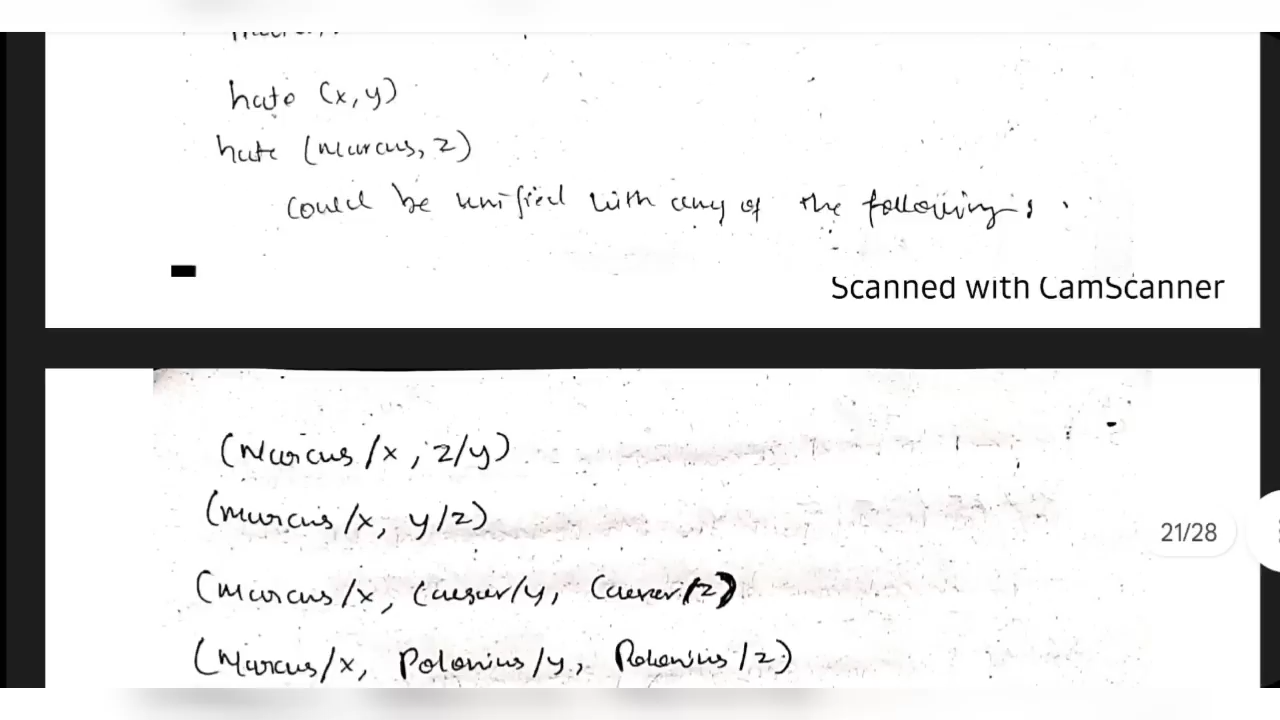 hate (x, y)
hate (Marcus, z)
could be unified with any of the following :
Scanned with CamScanner
(Marcus/x, z/y)
(Marcus/x, y/z)
21/28
(Marcus/x, Caesar/y, Caesar/z)
(Marcus/x, Polonius/y, Polonius/z)